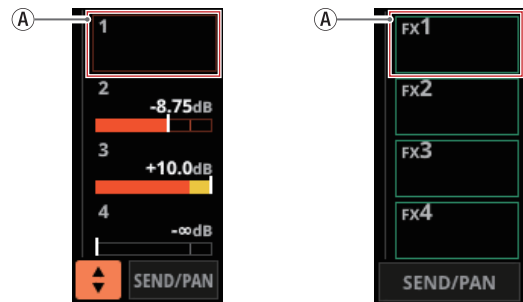 A
1
2
-8.75dB
3
+10.0dB
4
-∞dB
SEND/PAN
A
FX1
FX2
FX3
FX4
SEND/PAN